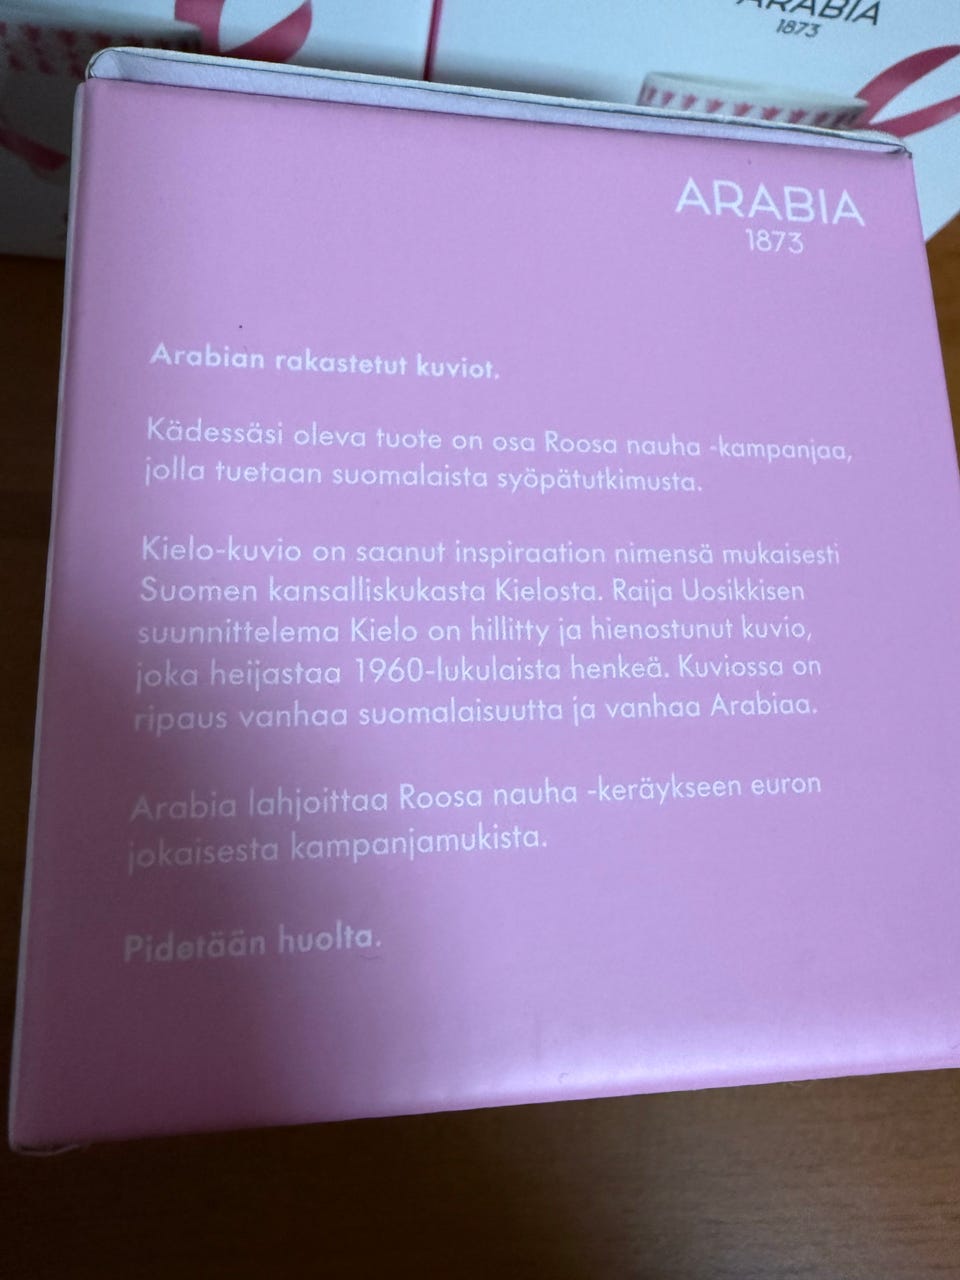 ARABIA
1873
ARABIA
1873
Arabian rakastetut kuviot.
Kädessäsi oleva tuote on osa Roosa nauha -kampanjaa,
jolla tuetaan suomalaista syöpätutkimusta.
Kielo-kuvio on saanut inspiraation nimensä mukaisesti
Suomen kansalliskukasta Kielosta. Raija Uosikkisen
suunnittelema Kielo on hillitty ja hienostunut kuvio,
joka heijastaa 1960-lukulaista henkeä. Kuviossa on
ripaus vanhaa suomalaisuutta ja vanhaa Arabiaa.
Arabia lahjoittaa Roosa nauha -keräykseen euron
jokaisesta kampanjamukista.
Pidetään huolta.